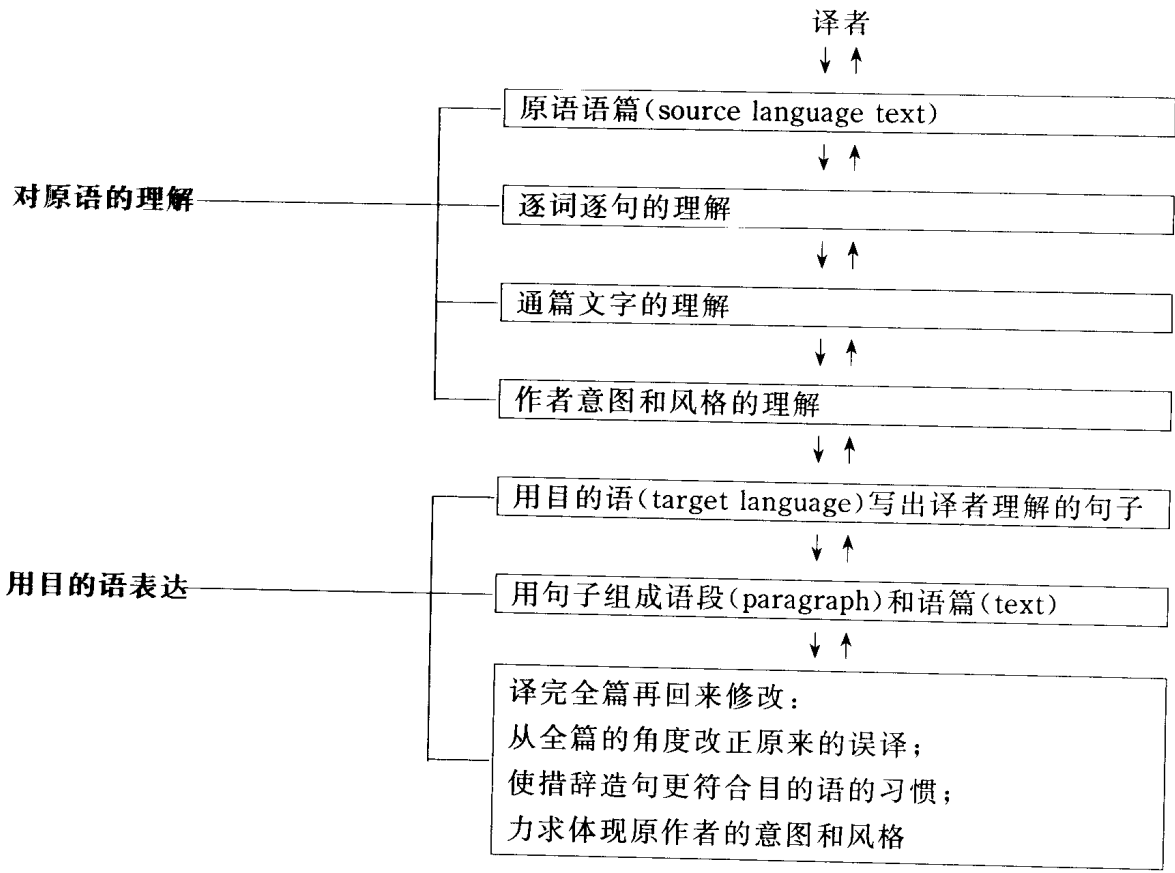 译者
原语语篇(source language text)
对原语的理解
逐词逐句的理解
通篇文字的理解
作者意图和风格的理解
用目的语(target language)写出译者理解的句子
用目的语表达
用句子组成语段(paragraph)和语篇(text)
译完全篇再回来修改：
从全篇的角度改正原来的误译；
使措辞造句更符合目的语的习惯；
力求体现原作者的意图和风格